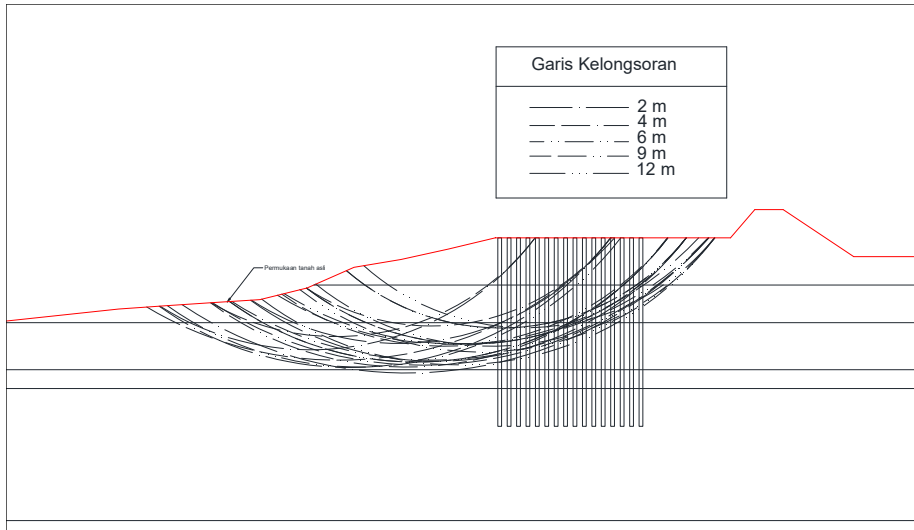 Garis Kelongsoran
2 m
4 m
6 m
9 m
12 m
Permukaan tanah asli